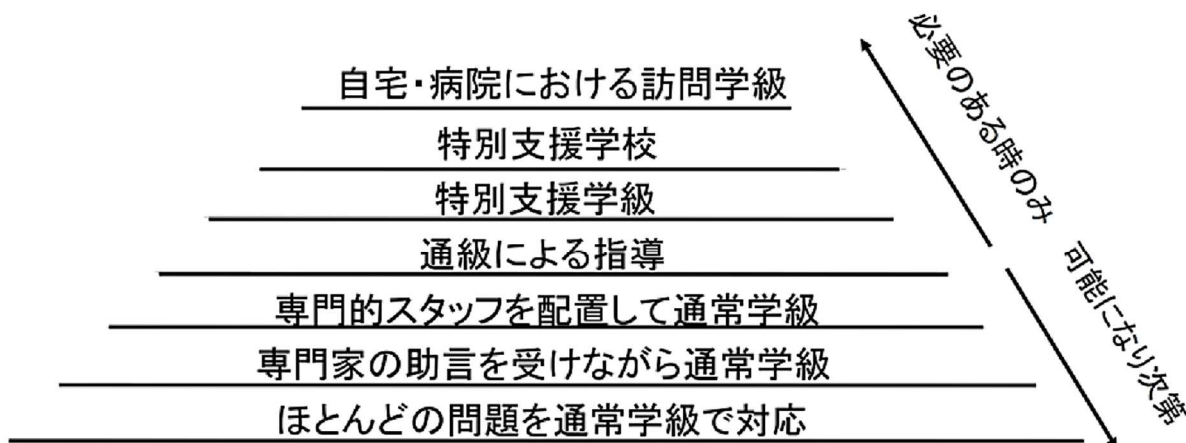 自宅・病院における訪問学級
特別支援学校
特別支援学級
通級による指導
専門的スタッフを配置して通常学級
専門家の助言を受けながら通常学級
ほとんどの問題を通常学級で対応
必要のある時のみ
可能になり次第